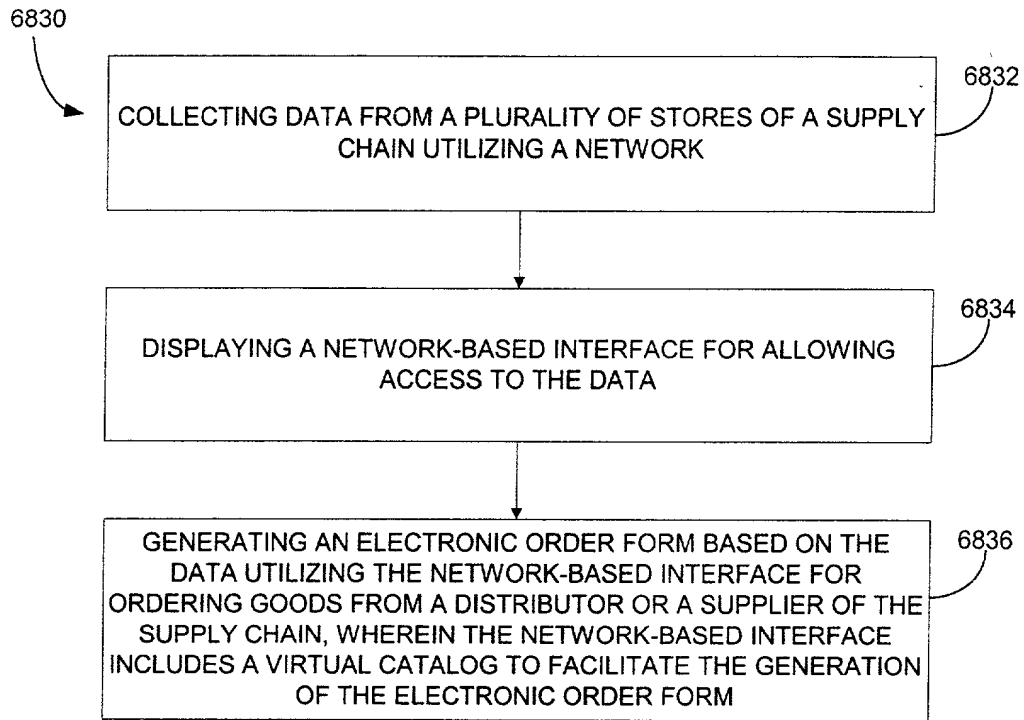 6830
6832
COLLECTING DATA FROM A PLURALITY OF STORES OF A SUPPLY
CHAIN UTILIZING A NETWORK
6834
DISPLAYING A NETWORK-BASED INTERFACE FOR ALLOWING
ACCESS TO THE DATA
6836
GENERATING AN ELECTRONIC ORDER FORM BASED ON THE
DATA UTILIZING THE NETWORK-BASED INTERFACE FOR
ORDERING GOODS FROM A DISTRIBUTOR OR A SUPPLIER OF THE
SUPPLY CHAIN, WHEREIN THE NETWORK-BASED INTERFACE
INCLUDES A VIRTUAL CATALOG TO FACILITATE THE GENERATION
OF THE ELECTRONIC ORDER FORM